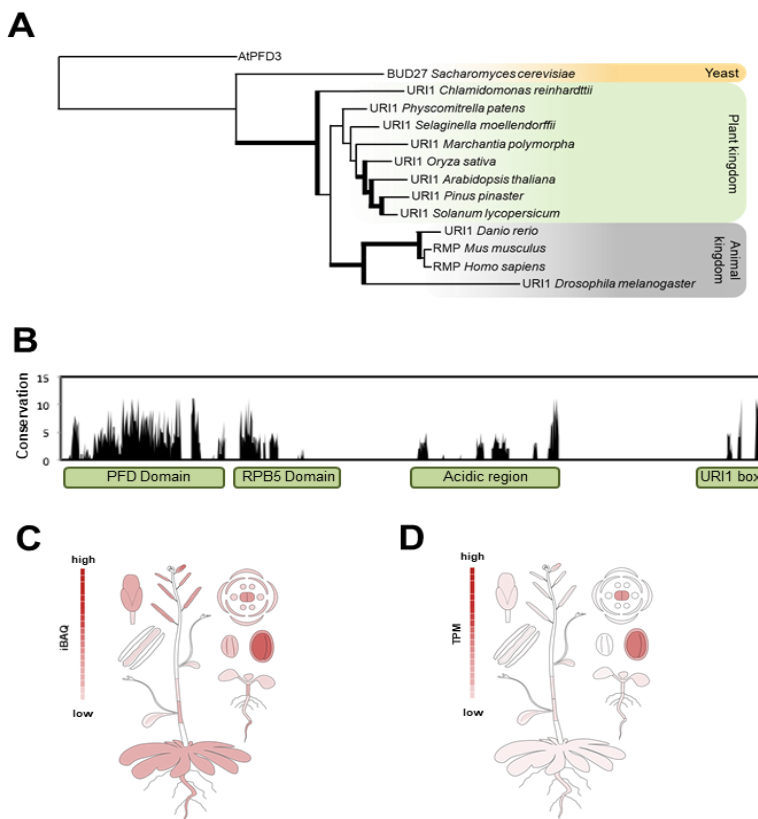 A
AtPFD3
BUD27 Sacharomyces cerevisiae
Yeast
URI1 Chlamidomonas reinhardttii
URI1 Physcomitrella patens
URI1 Selaginella moellendorffii
URI1 Marchantia polymorpha
URI1 Oryza sativa
URI1 Arabidopsis thaliana
URI1 Pinus pinaster
URI1 Solanum lycopersicum
Plant kingdom
URI1 Danio rerio
RMP Mus musculus
RMP Homo sapiens
URI1 Drosophila melanogaster
Animal
kingdom
B
Conservation
15
10
5
0
PFD Domain
RPB5 Domain
Acidic region
URI1 box
C
high
iBAQ
low
D
high
TPM
low